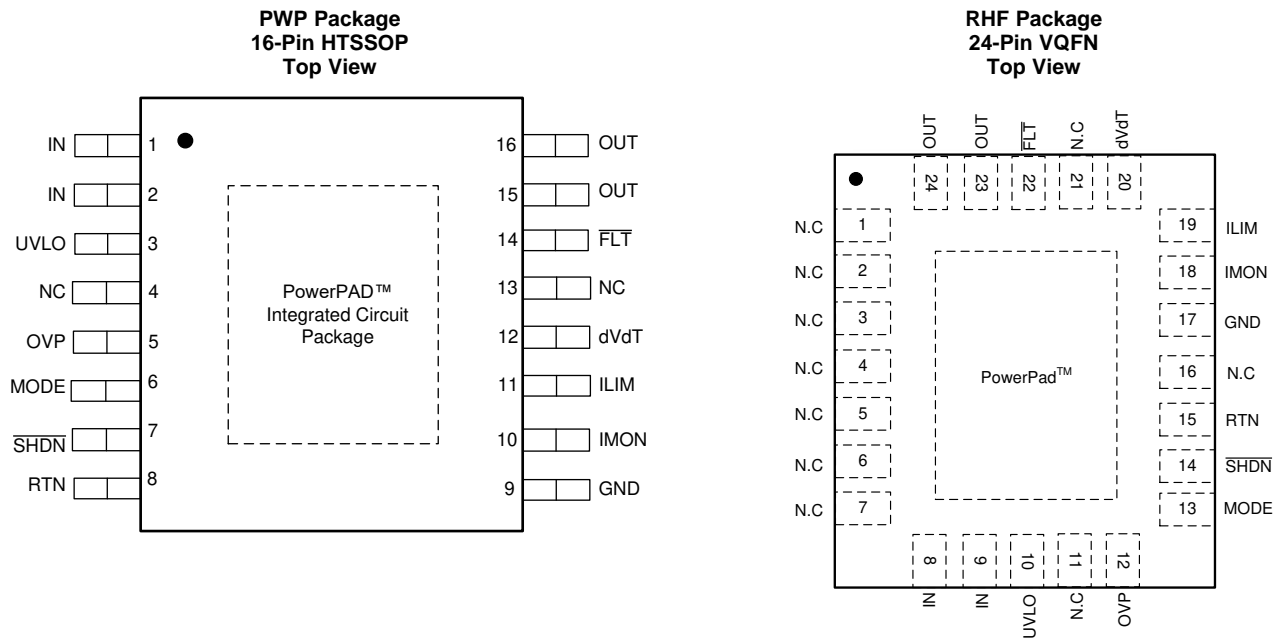 PWP Package
16-Pin HTSSOP
Top View
IN 1
IN 2
UVLO 3
NC 4
OVP 5
MODE 6
SHDN 7
RTN 8
16 OUT
15 OUT
14 FLT
13 NC
12 dVdT
11 ILIM
10 IMON
9 GND
PowerPAD™
Integrated Circuit
Package
RHF Package
24-Pin VQFN
Top View
OUT OUT FLT N.C dVdT
24 23 22 21 20
N.C 1
N.C 2
N.C 3
N.C 4
N.C 5
N.C 6
N.C 7
19 ILIM
18 IMON
17 GND
16 N.C
15 RTN
14 SHDN
13 MODE
PowerPad™
8 9 10 11 12
IN IN UVLO N.C OVP